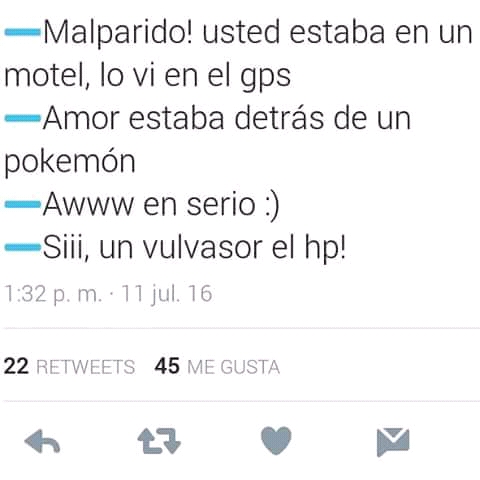 —Malparido! usted estaba en un
motel, lo vi en el gps
—Amor estaba detrás de un
pokemón
—Awww en serio :)
—Siii, un vulvasor el hp!
1:32 p. m. · 11 jul. 16
22 RETWEETS 45 ME GUSTA